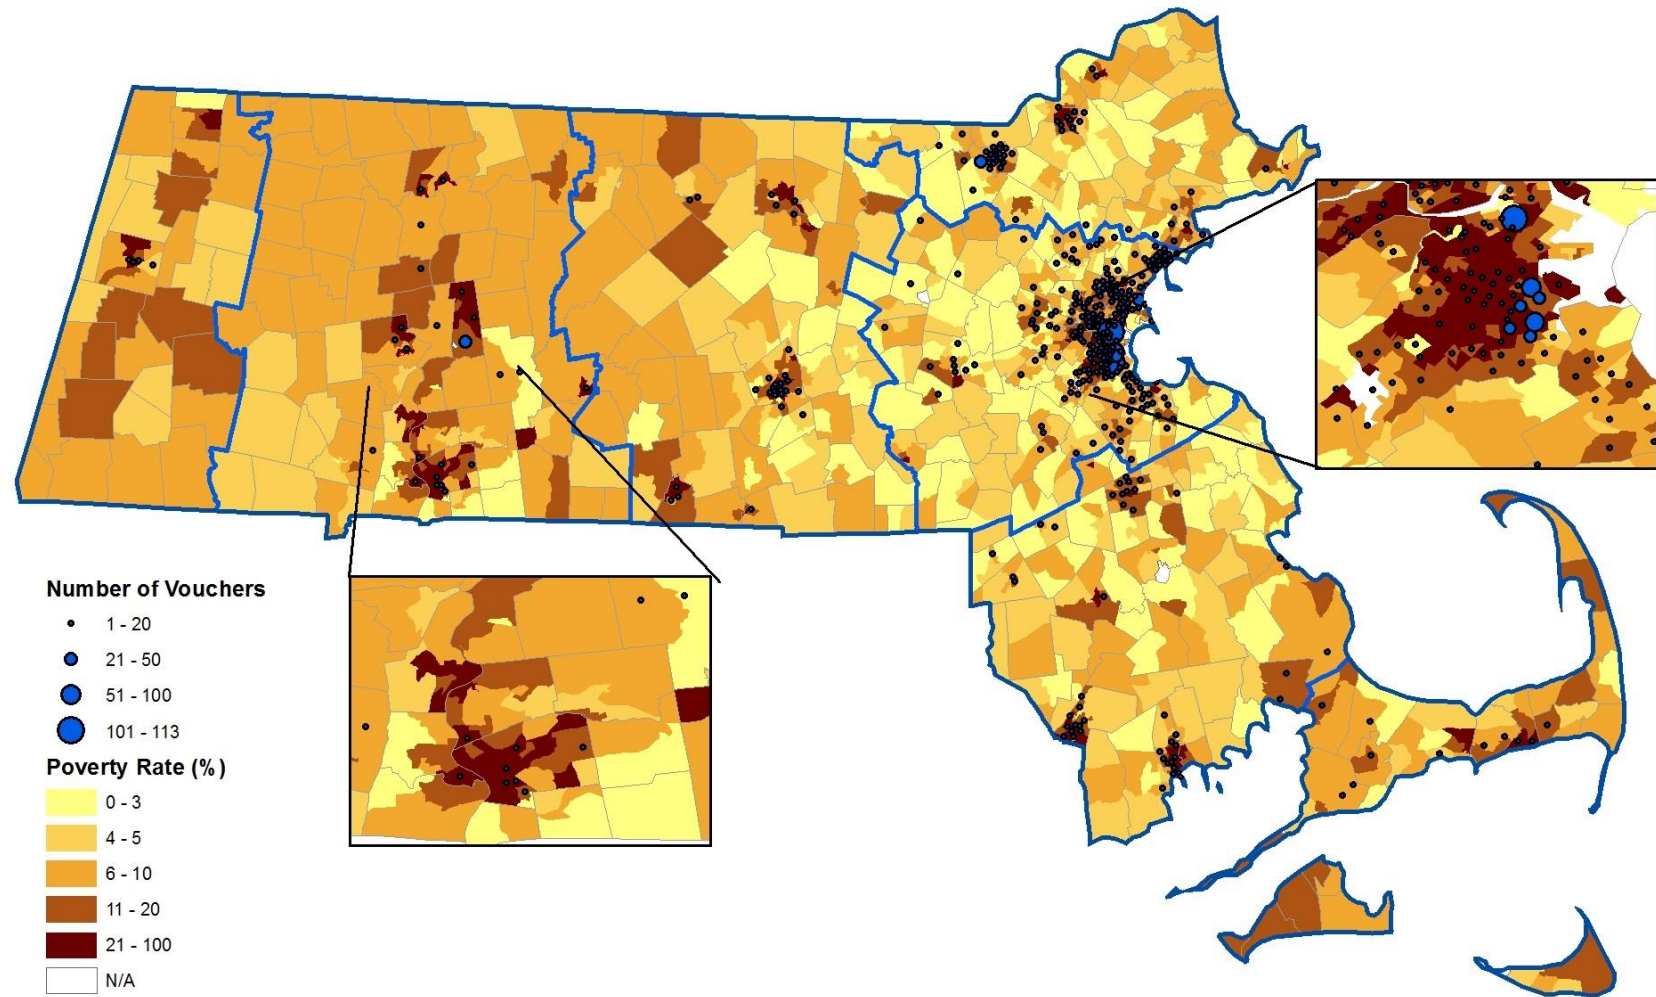 Number of Vouchers
1 - 20
21 - 50
51 - 100
101 - 113
Poverty Rate (%)
0 - 3
4 - 5
6 - 10
11 - 20
21 - 100
N/A